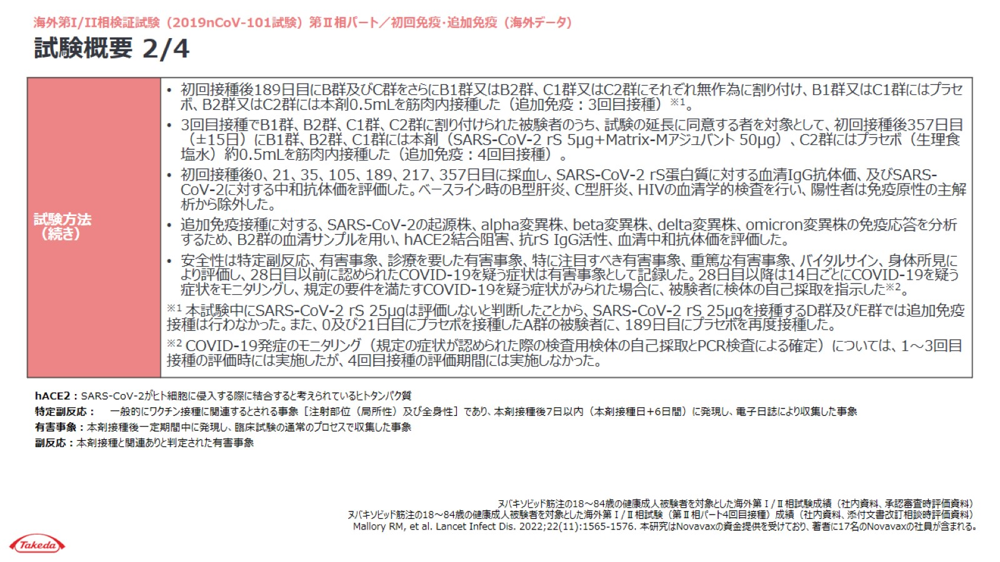 海外第I/II相検証試験（2019nCoV-101試験）第Ⅱ相パート／初回免疫･追加免疫（海外データ）
試験概要 2/4
試験方法
（続き）
• 初回接種後189日目にB群及びC群をさらにB1群又はB2群、C1群又はC2群にそれぞれ無作為に割り付け、B1群又はC1群にはプラセ
ボ、B2群又はC2群には本剤0.5mLを筋肉内接種した（追加免疫：3回目接種）※1。
• 3回目接種でB1群、B2群、C1群、C2群に割り付けられた被験者のうち、試験の延長に同意する者を対象として、初回接種後357日目
（±15日）にB1群、B2群、C1群には本剤（SARS-CoV-2 rS 5μg+Matrix-Mアジュバント 50μg）、C2群にはプラセボ（生理食
塩水）約0.5mLを筋肉内接種した（追加免疫：4回目接種）。
• 初回接種後0、21、35、105、189、217、357日目に採血し、SARS-CoV-2 rS蛋白質に対する血清IgG抗体価、及びSARS-
CoV-2に対する中和抗体価を評価した。ベースライン時のB型肝炎、C型肝炎、HIVの血清学的検査を行い、陽性者は免疫原性の主解
析から除外した。
• 追加免疫接種に対する、SARS-CoV-2の起源株、alpha変異株、beta変異株、delta変異株、omicron変異株の免疫応答を分析
するため、B2群の血清サンプルを用い、hACE2結合阻害、抗rS IgG活性、血清中和抗体価を評価した。
• 安全性は特定副反応、有害事象、診療を要した有害事象、特に注目すべき有害事象、重篤な有害事象、バイタルサイン、身体所見に
より評価し、28日目以前に認められたCOVID-19を疑う症状は有害事象として記録した。28日目以降は14日ごとにCOVID-19を疑う
症状をモニタリングし、規定の要件を満たすCOVID-19を疑う症状がみられた場合に、被験者に検体の自己採取を指示した※2。
※1 本試験中にSARS-CoV-2 rS 25μgは評価しないと判断したことから、SARS-CoV-2 rS 25μgを接種するD群及びE群では追加免疫
接種は行わなかった。また、0及び21日目にプラセボを接種したA群の被験者に、189日目にプラセボを再度接種した。
※2 COVID-19発症のモニタリング（規定の症状が認められた際の検査用検体の自己採取とPCR検査による確定）については、1～3回目
接種の評価時には実施したが、4回目接種の評価期間には実施しなかった。
hACE2：SARS-CoV-2がヒト細胞に侵入する際に結合すると考えられているヒトタンパク質
特定副反応： 一般的にワクチン接種に関連するとされる事象［注射部位（局所性）及び全身性］であり、本剤接種後7日以内（本剤接種日+6日間）に発現し、電子日誌により収集した事象
有害事象：本剤接種後一定期間中に発現し、臨床試験の通常のプロセスで収集した事象
副反応：本剤接種と関連ありと判定された有害事象
ヌバキソビッド筋注の18～84歳の健康成人被験者を対象とした海外第Ⅰ/Ⅱ相試験成績（社内資料、承認審査時評価資料）
ヌバキソビッド筋注の18～84歳の健康成人被験者を対象とした海外第Ⅰ/Ⅱ相試験（第Ⅱ相パート4回目接種）成績（社内資料、添付文書改訂相談時評価資料）
Mallory RM, et al. Lancet Infect Dis. 2022;22(11):1565-1576. 本研究はNovavaxの資金提供を受けており、著者に17名のNovavaxの社員が含まれる。
Takeda